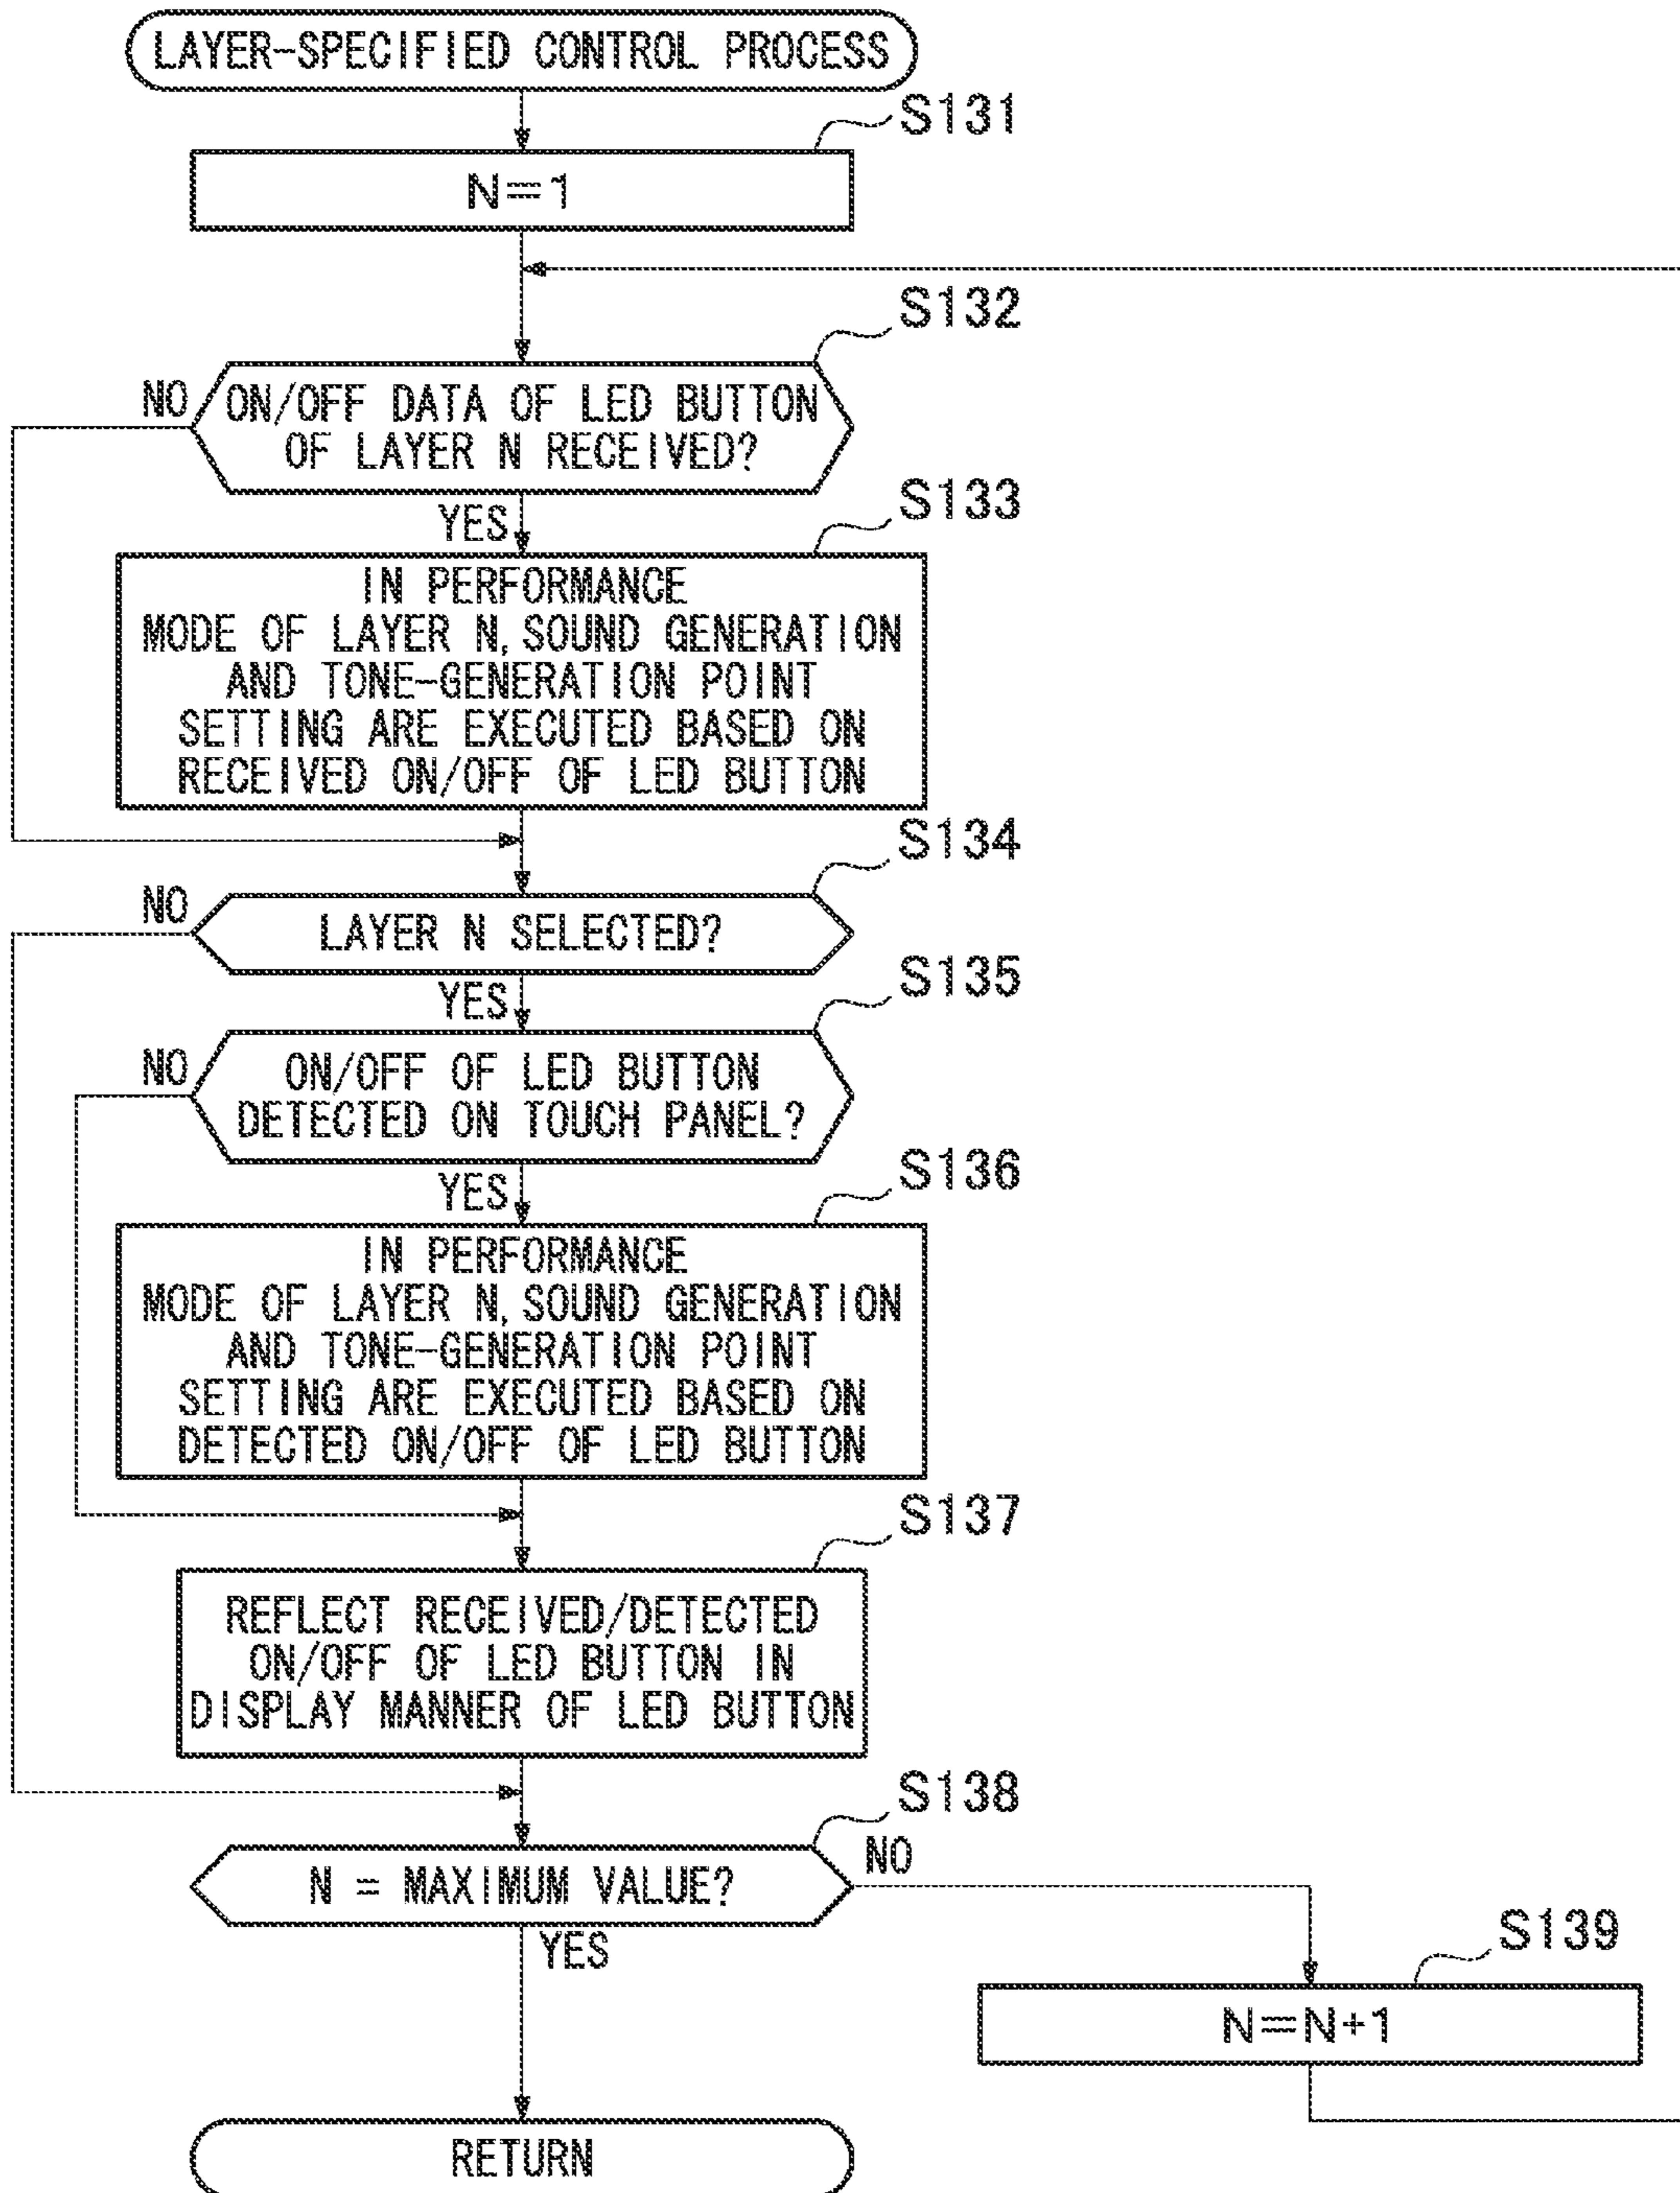 LAYER-SPECIFIED CONTROL PROCESS
S131
N=1
S132
NO
ON/OFF DATA OF LED BUTTON
OF LAYER N RECEIVED?
YES
S133
IN PERFORMANCE
MODE OF LAYER N, SOUND GENERATION
AND TONE-GENERATION POINT
SETTING ARE EXECUTED BASED ON
RECEIVED ON/OFF OF LED BUTTON
S134
NO
LAYER N SELECTED?
YES
S135
NO
ON/OFF OF LED BUTTON
DETECTED ON TOUCH PANEL?
YES
S136
IN PERFORMANCE
MODE OF LAYER N, SOUND GENERATION
AND TONE-GENERATION POINT
SETTING ARE EXECUTED BASED ON
DETECTED ON/OFF OF LED BUTTON
S137
REFLECT RECEIVED/DETECTED
ON/OFF OF LED BUTTON IN
DISPLAY MANNER OF LED BUTTON
S138
N = MAXIMUM VALUE?
NO
YES
S139
N=N+1
RETURN